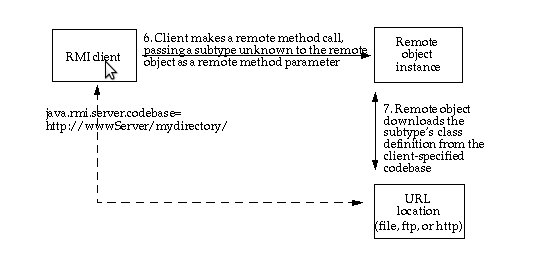 RMI client
6. Client makes a remote method call,
passing a subtype unknown to the remote
object as a remote method parameter
Remote
object
instance
java.rmi.server.codebase=
http://wwwServer/mydirectory/
7. Remote object
downloads the
subtype's class
definition from the
client-specified
codebase
URL
location
(file, ftp, or http)